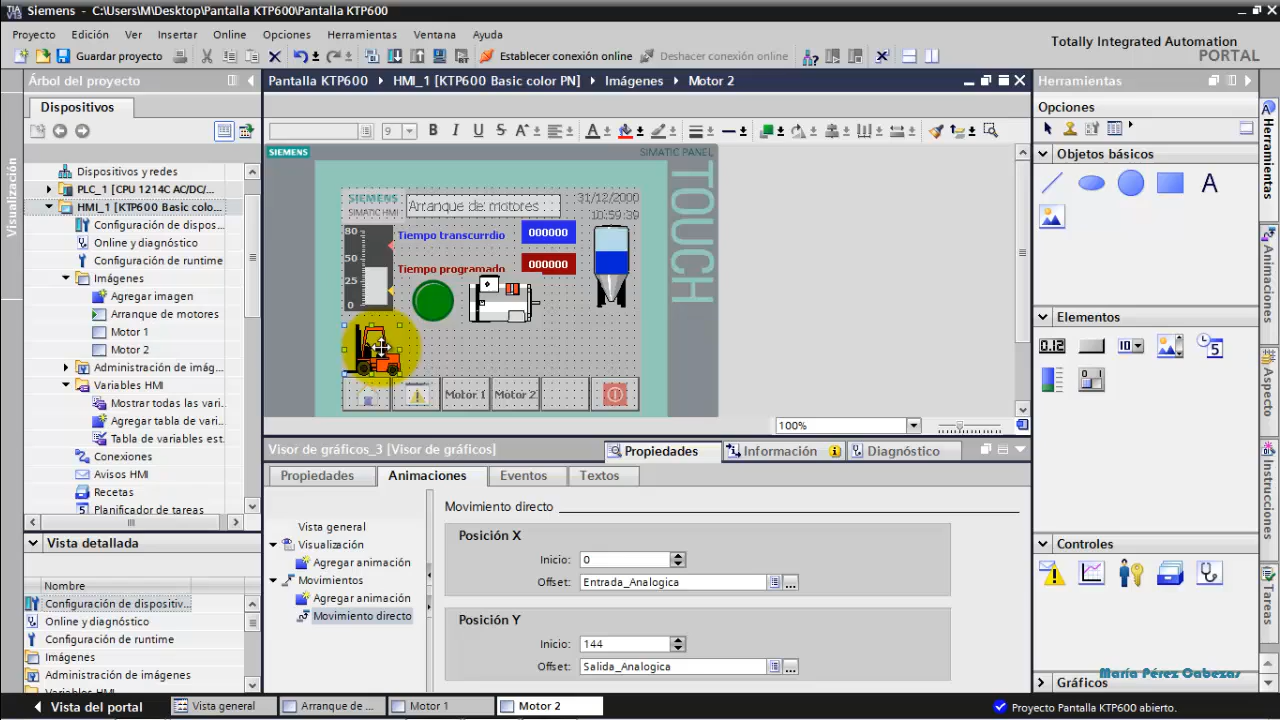 TIA
V13
Siemens - C:\Users\M\Desktop\Pantalla KTP600\Pantalla KTP600
Proyecto Edición Ver Insertar Online Opciones Herramientas Ventana Ayuda
Totally Integrated Automation
PORTAL
Guardar proyecto
Establecer conexión online
Deshacer conexión online
Árbol del proyecto
Pantalla KTP600
HMI_1 [KTP600 Basic color PN]
Imágenes
Motor 2
Herramientas
Dispositivos
Opciones
Visualización
Dispositivos y redes
PLC_1 [CPU 1214C AC/DC/...
HMI_1 [KTP600 Basic colo...
Configuración de dispos...
Online y diagnóstico
Configuración de runtime
Imágenes
Agregar imagen
Arranque de motores
Motor 1
Motor 2
Administración de imág...
Variables HMI
Mostrar todas las vari...
Agregar tabla de vari...
Tabla de variables est...
Conexiones
Avisos HMI
Recetas
Planificador de tareas
9
B I U S A
A
SIEMENS
SIMATIC PANEL
TOUCH
SIEMENS
SIMATIC HMI
Arranque de motores
31/12/2000
10:59:39
80
50
25
0
Tiempo transcurrdio
000000
Tiempo programado
000000
Motor 1
Motor 2
100%
Objetos básicos
A
Elementos
0.12
10
5
Controles
Gráficos
Herramientas
Animaciones
Aspecto
Instrucciones
Tareas
Visor de gráficos_3 [Visor de gráficos]
Propiedades
Información
Diagnóstico
Propiedades
Animaciones
Eventos
Textos
Vista general
Visualización
Agregar animación
Movimientos
Agregar animación
Movimiento directo
Movimiento directo
Posición X
Inicio: 0
Offset: Entrada_Analogica
Posición Y
Inicio: 144
Offset: Salida_Analogica
Vista detallada
Nombre
Configuración de dispositiv...
Online y diagnóstico
Configuración de runtime
Imágenes
Administración de imágenes
Variables HMI
María Pérez Cabezas
Vista del portal
Vista general
Arranque de ...
Motor 1
Motor 2
Proyecto Pantalla KTP600 abierto.